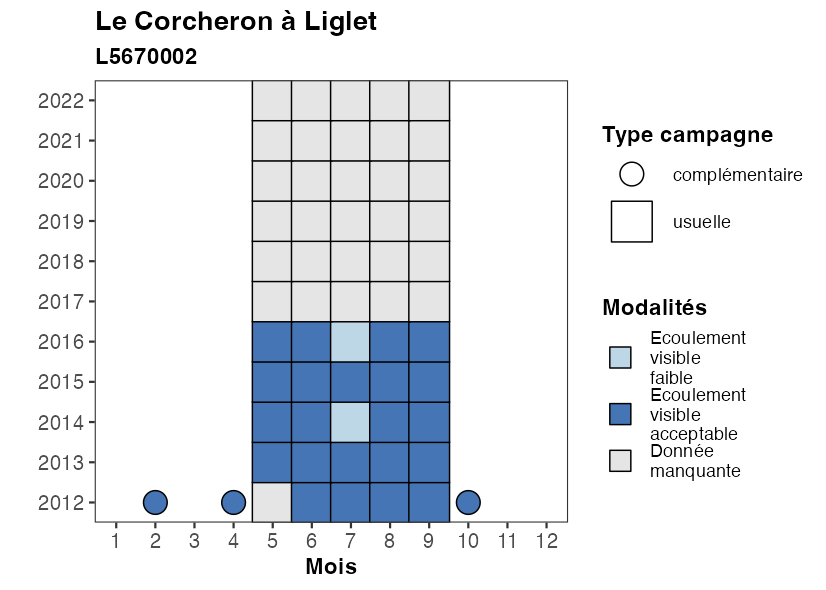 Le Corcheron à Liglet
L5670002
2022
2021
2020
2019
2018
2017
2016
2015
2014
2013
2012
1 2 3 4 5 6 7 8 9 10 11 12
Mois
Type campagne
complémentaire
usuelle
Modalités
Ecoulement
visible
faible
Ecoulement
visible
acceptable
Donnée
manquante